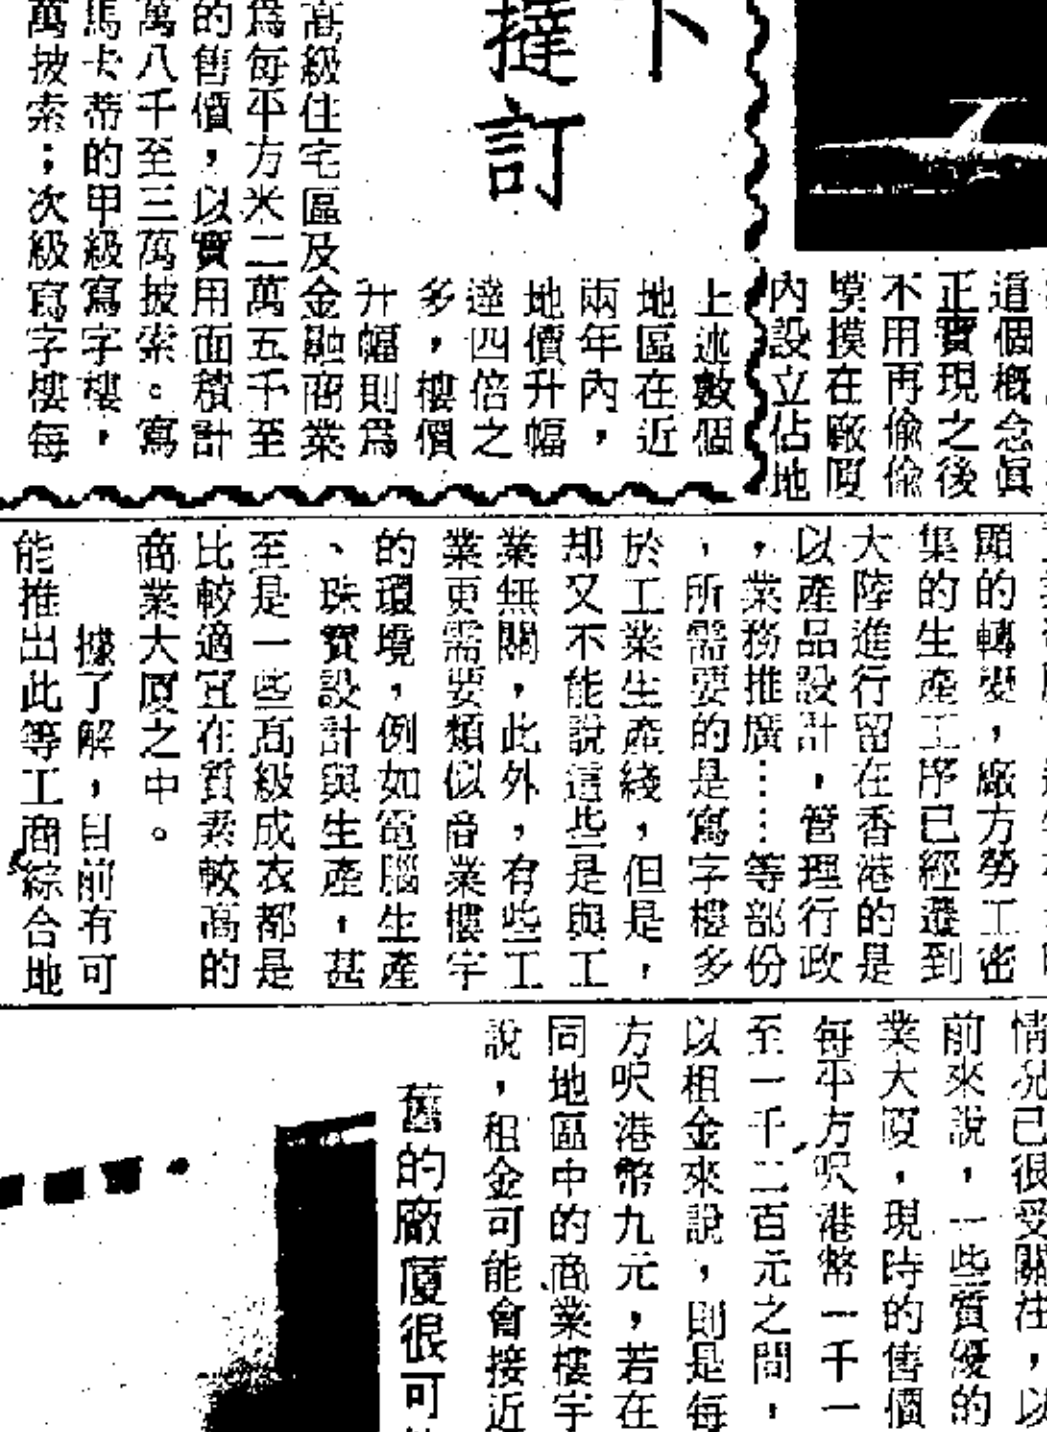 下
撻訂
這個概念眞
正實現之後
不用再偷偷
摸摸在廠厦
內設立佔地
上述數個
地區在近
兩年內，
地價升幅
達四倍之
多，樓價
升幅則爲
高級住宅區及金融商業
爲每平方米二萬五千至
的售價，以實用面積計
萬八千至三萬披索。寫
馬卡蒂的甲級寫字樓，
萬披索；次級寫字樓每
顯的轉變，廠方勞工密
集的生產工序已經遷到
大陸進行留在香港的是
以產品設計，管理行政
，業務推廣……等部份
，所需要的是寫字樓多
於工業生產綫，但是，
却又不能說這些是與工
業無關，此外，有些工
業更需要類似商業樓宇
的環境，例如電腦生產
、珠寶設計與生產，甚
至是一些高級成衣都是
比較適宜在質素較高的
商業大厦之中。
據了解，目前有可
能推出此等工商綜合地
情況已很受關注，以
前來說，一些質優的
業大厦，現時的售價
每平方呎港幣一千一
至一千二百元之間，
以租金來說，則是每
方呎港幣九元，若在
同地區中的商業樓宇
說，租金可能會接近
舊的廠厦很可